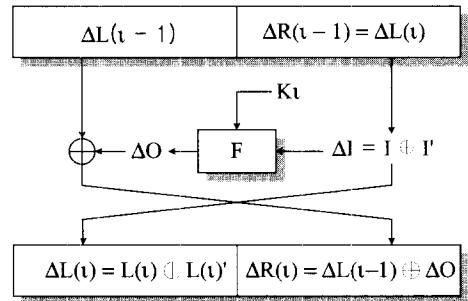 ΔL(ι - 1) ΔR(ι - 1) = ΔL(ι)
Kι
ΔO F ΔI = I ⊕ I'
ΔL(ι) = L(ι) ⊕ L(ι)' ΔR(ι) = ΔL(ι-1) ⊕ ΔO